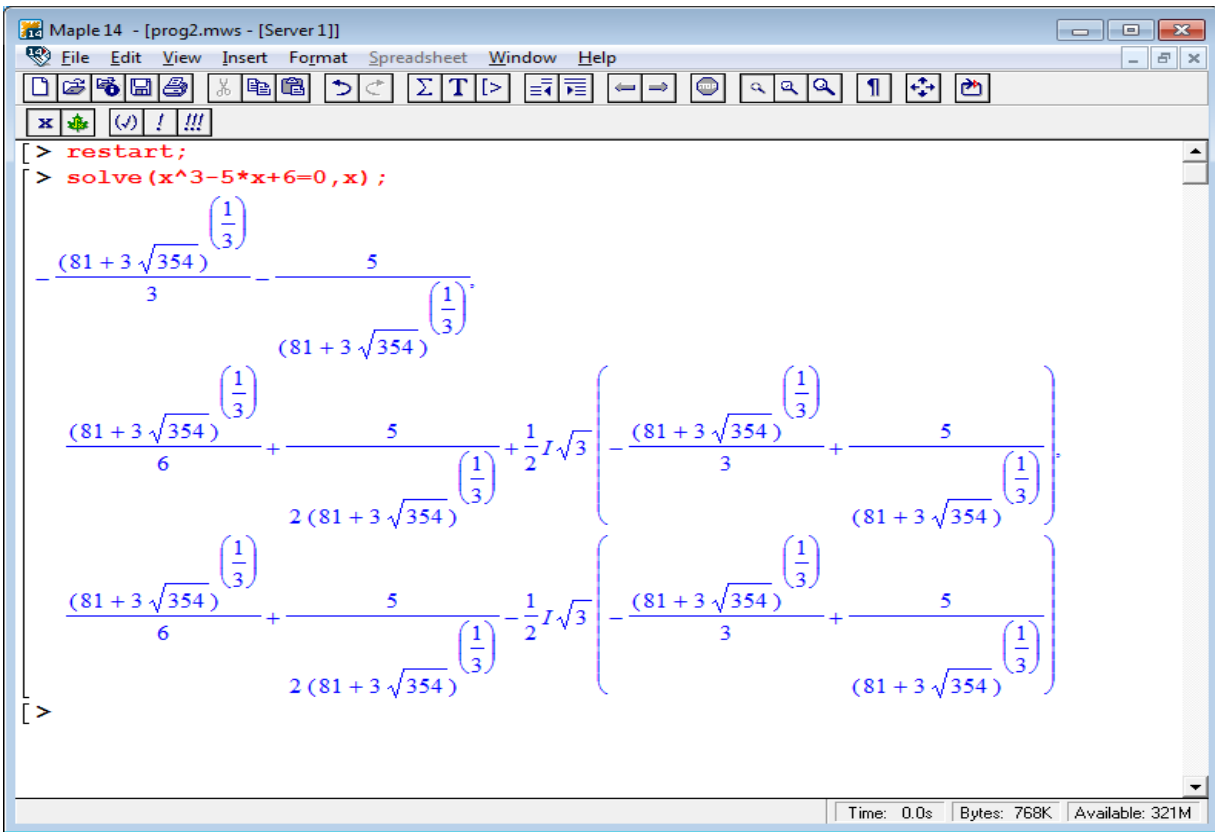 Maple 14 - [prog2.mws - [Server 1]]
File Edit View Insert Format Spreadsheet Window Help
Σ T [>
STOP
x (√) ! !!!
[> restart;
[> solve(x^3-5*x+6=0,x);
-(81 + 3 √354)^(1/3)/3 - 5/(81 + 3 √354)^(1/3),
(81 + 3 √354)^(1/3)/6 + 5/(2 (81 + 3 √354)^(1/3)) + 1/2 I √3 (-(81 + 3 √354)^(1/3)/3 + 5/(81 + 3 √354)^(1/3)),
(81 + 3 √354)^(1/3)/6 + 5/(2 (81 + 3 √354)^(1/3)) - 1/2 I √3 (-(81 + 3 √354)^(1/3)/3 + 5/(81 + 3 √354)^(1/3))
[>
Time: 0.0s Bytes: 768K Available: 321M